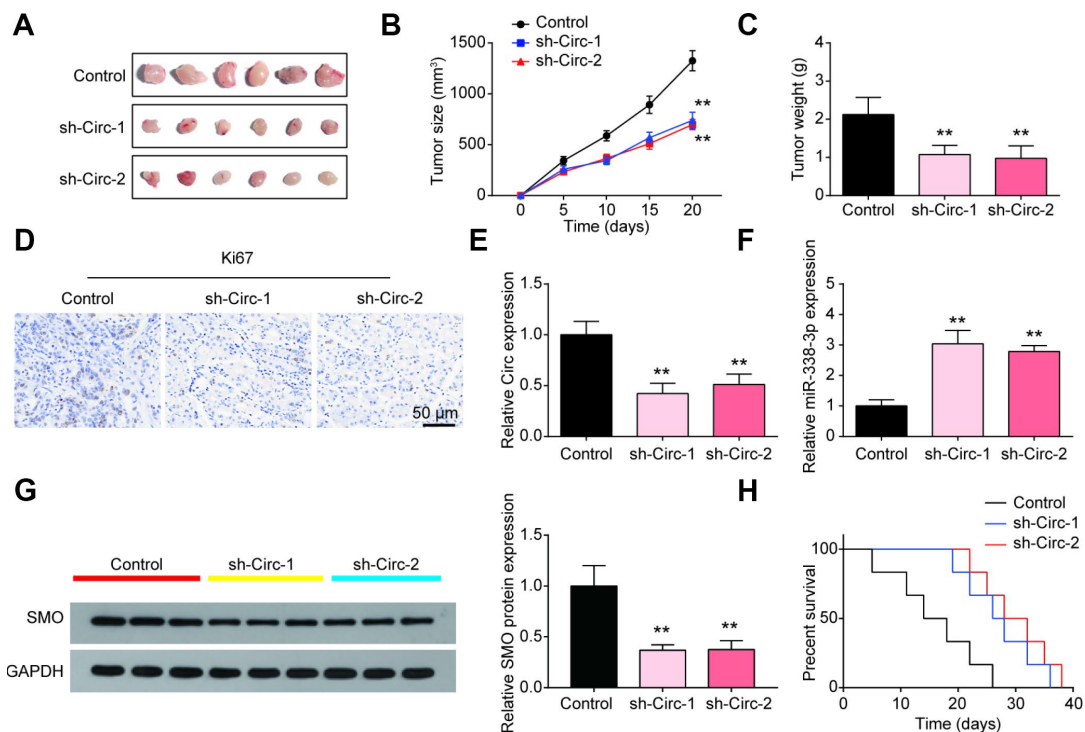 A
Control
sh-Circ-1
sh-Circ-2
B
Control
sh-Circ-1
sh-Circ-2
Tumor size (mm³)
1500
1000
500
0
**
**
0 5 10 15 20
Time (days)
C
Tumor weight (g)
4
3
2
1
0
** **
Control sh-Circ-1 sh-Circ-2
D
Ki67
Control sh-Circ-1 sh-Circ-2
50 µm
E
Relative Circ expression
1.5
1.0
0.5
0.0
** **
Control sh-Circ-1 sh-Circ-2
F
Relative miR-338-3p expression
5
4
3
2
1
0
** **
Control sh-Circ-1 sh-Circ-2
G
Control sh-Circ-1 sh-Circ-2
SMO
GAPDH
Relative SMO protein expression
1.5
1.0
0.5
0.0
** **
Control sh-Circ-1 sh-Circ-2
H
Control
sh-Circ-1
sh-Circ-2
Precent survival
100
50
0
0 10 20 30 40
Time (days)